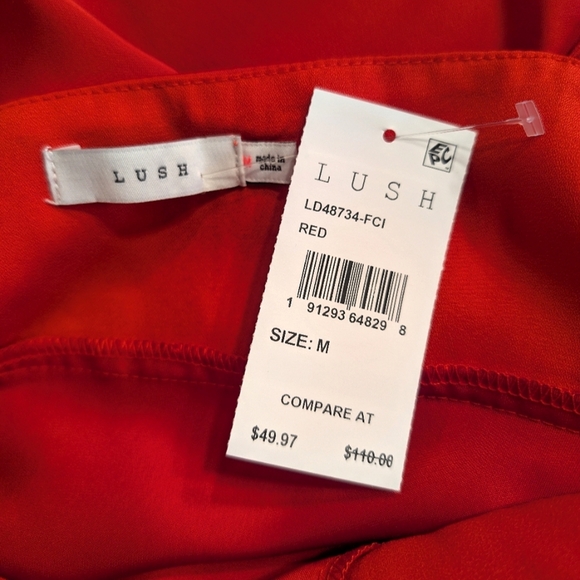 LUSH
made in
china
LUSH
LD48734-FCI
RED
1 91293 64829 8
SIZE: M
COMPARE AT
$49.97 $110.00